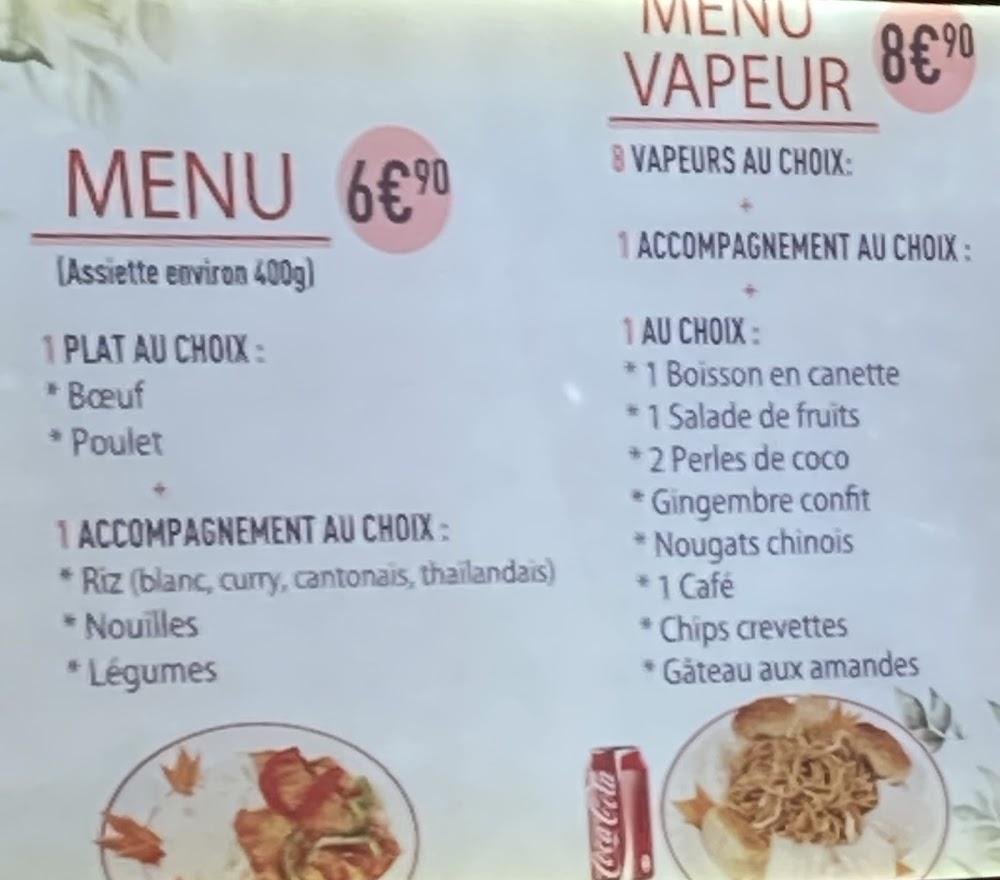 MENU 6€90
(Assiette environ 400g)
1 PLAT AU CHOIX :
* Bœuf
* Poulet
+
1 ACCOMPAGNEMENT AU CHOIX :
* Riz (blanc, curry, cantonais, thaïlandais)
* Nouilles
* Légumes
MENU
VAPEUR 8€90
8 VAPEURS AU CHOIX:
+
1 ACCOMPAGNEMENT AU CHOIX :
+
1 AU CHOIX :
* 1 Boisson en canette
* 1 Salade de fruits
* 2 Perles de coco
* Gingembre confit
* Nougats chinois
* 1 Café
* Chips crevettes
* Gâteau aux amandes
Coca-Cola